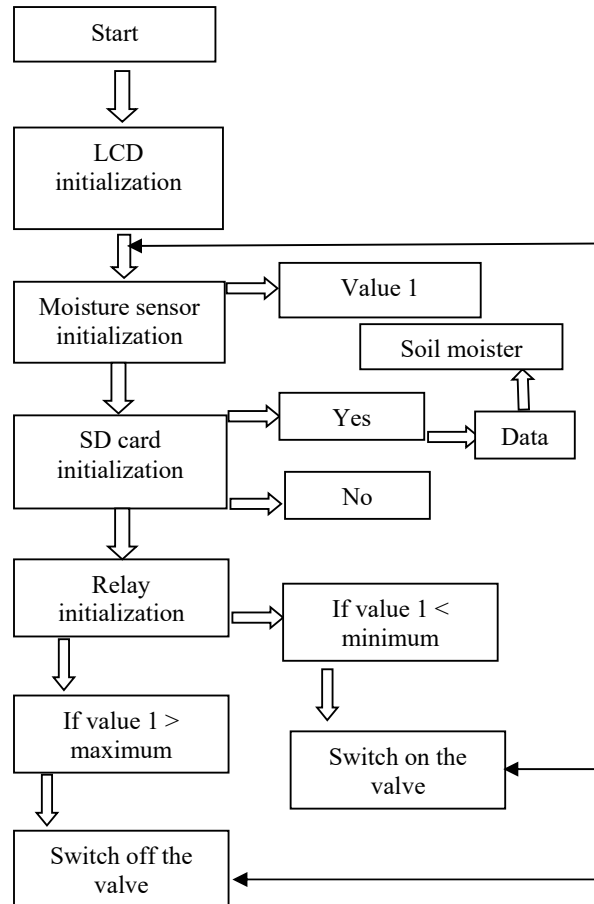 Start
LCD
initialization
Moisture sensor
initialization
Value 1
Soil moister
SD card
initialization
Yes
Data
No
Relay
initialization
If value 1 <
minimum
If value 1 >
maximum
Switch on the
valve
Switch off the
valve